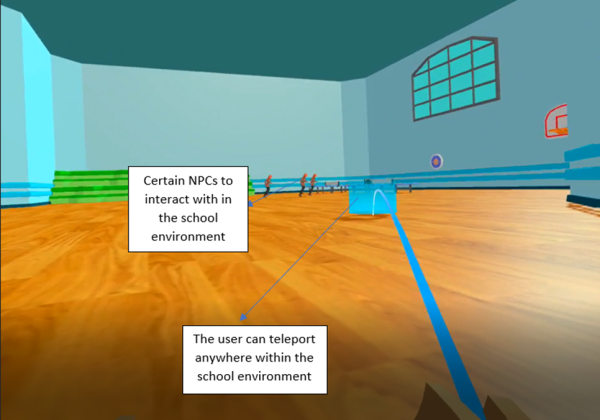 Certain NPCs to
interact with in
the school
environment
The user can teleport
anywhere within the
school environment